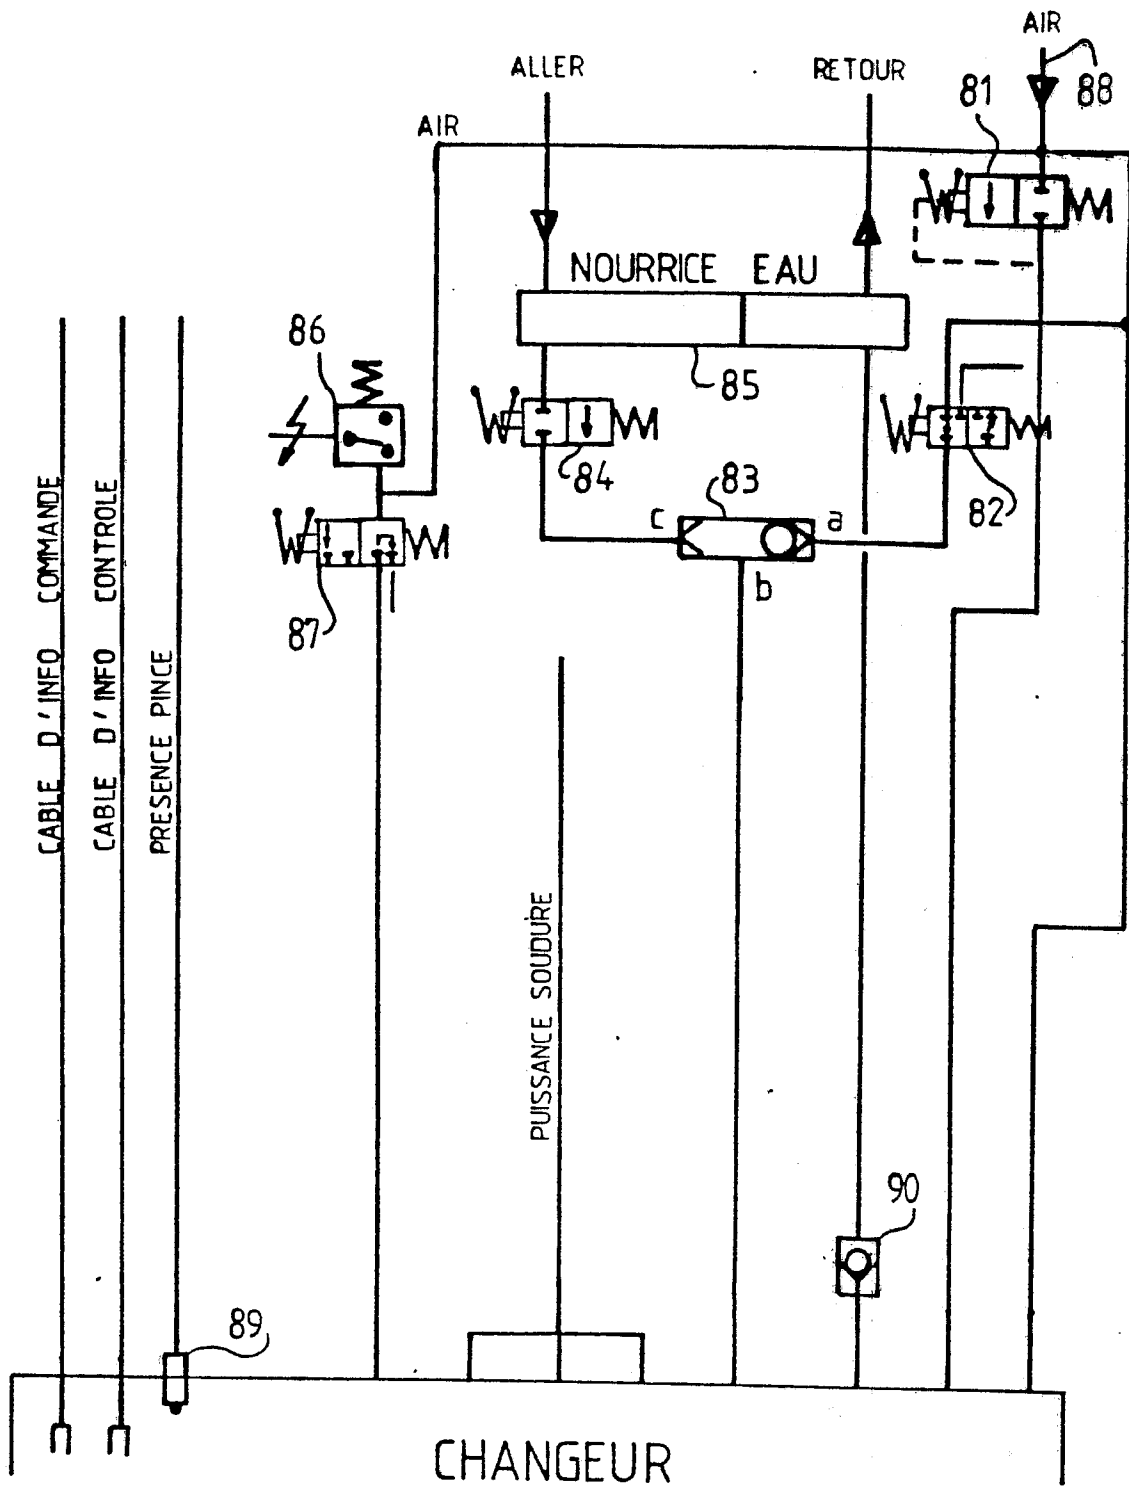 AIR
ALLER
RETOUR
81
88
AIR
NOURRICE EAU
86
85
84
83
82
c
a
b
87
CABLE D'INFO COMMANDE
CABLE D'INFO CONTROLE
PRESENCE PINCE
PUISSANCE SOUDURE
90
89
CHANGEUR